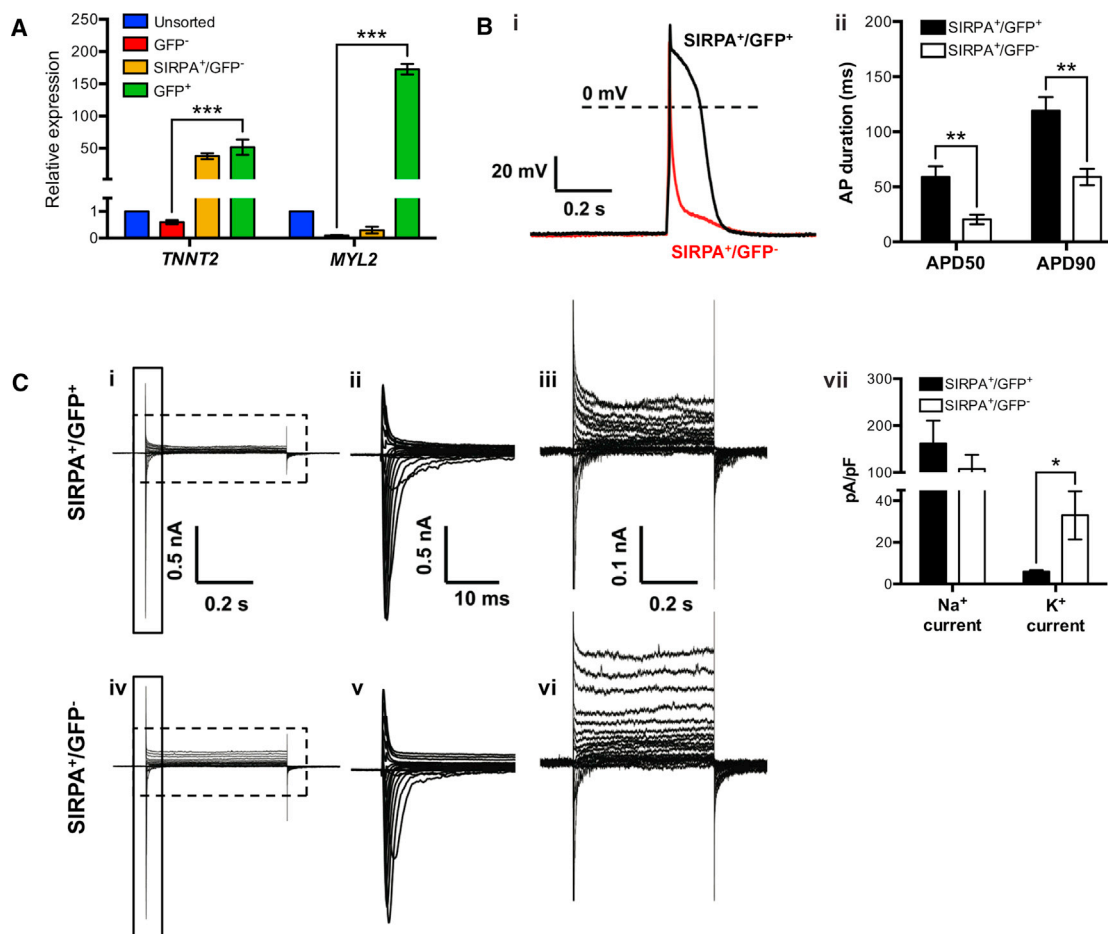 A
Relative expression
300
250
200
150
100
50
1
0
Unsorted
GFP-
SIRPA+/GFP-
GFP+
***
***
TNNT2
MYL2
B
i
SIRPA+/GFP+
0 mV
20 mV
0.2 s
SIRPA+/GFP-
ii
AP duration (ms)
200
150
100
50
0
SIRPA+/GFP+
SIRPA+/GFP-
**
**
APD50
APD90
C
SIRPA+/GFP+
i
0.5 nA
0.2 s
ii
0.5 nA
10 ms
iii
0.1 nA
0.2 s
SIRPA+/GFP-
iv
v
vi
vii
pA/pF
300
200
100
40
20
0
SIRPA+/GFP+
SIRPA+/GFP-
*
Na+
current
K+
current